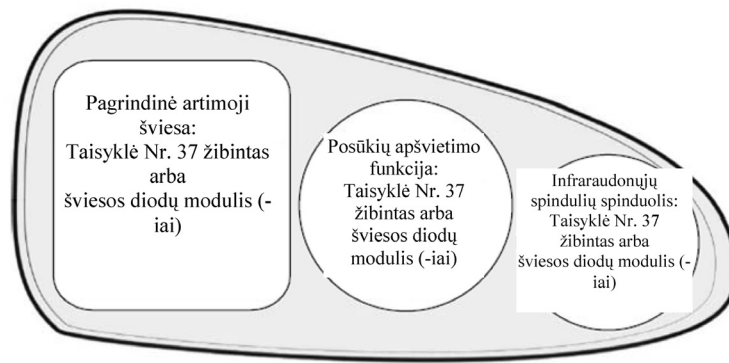 Pagrindinė artimoji
šviesa:
Taisyklė Nr. 37 žibintas
arba
šviesos diodų modulis (-
iai)
Posūkių apšvietimo
funkcija:
Taisyklė Nr. 37
žibintas arba
šviesos diodų
modulis (-iai)
Infraraudonųjų
spindulių spinduolis:
Taisyklė Nr. 37
žibintas arba
šviesos diodų modulis (-
iai)